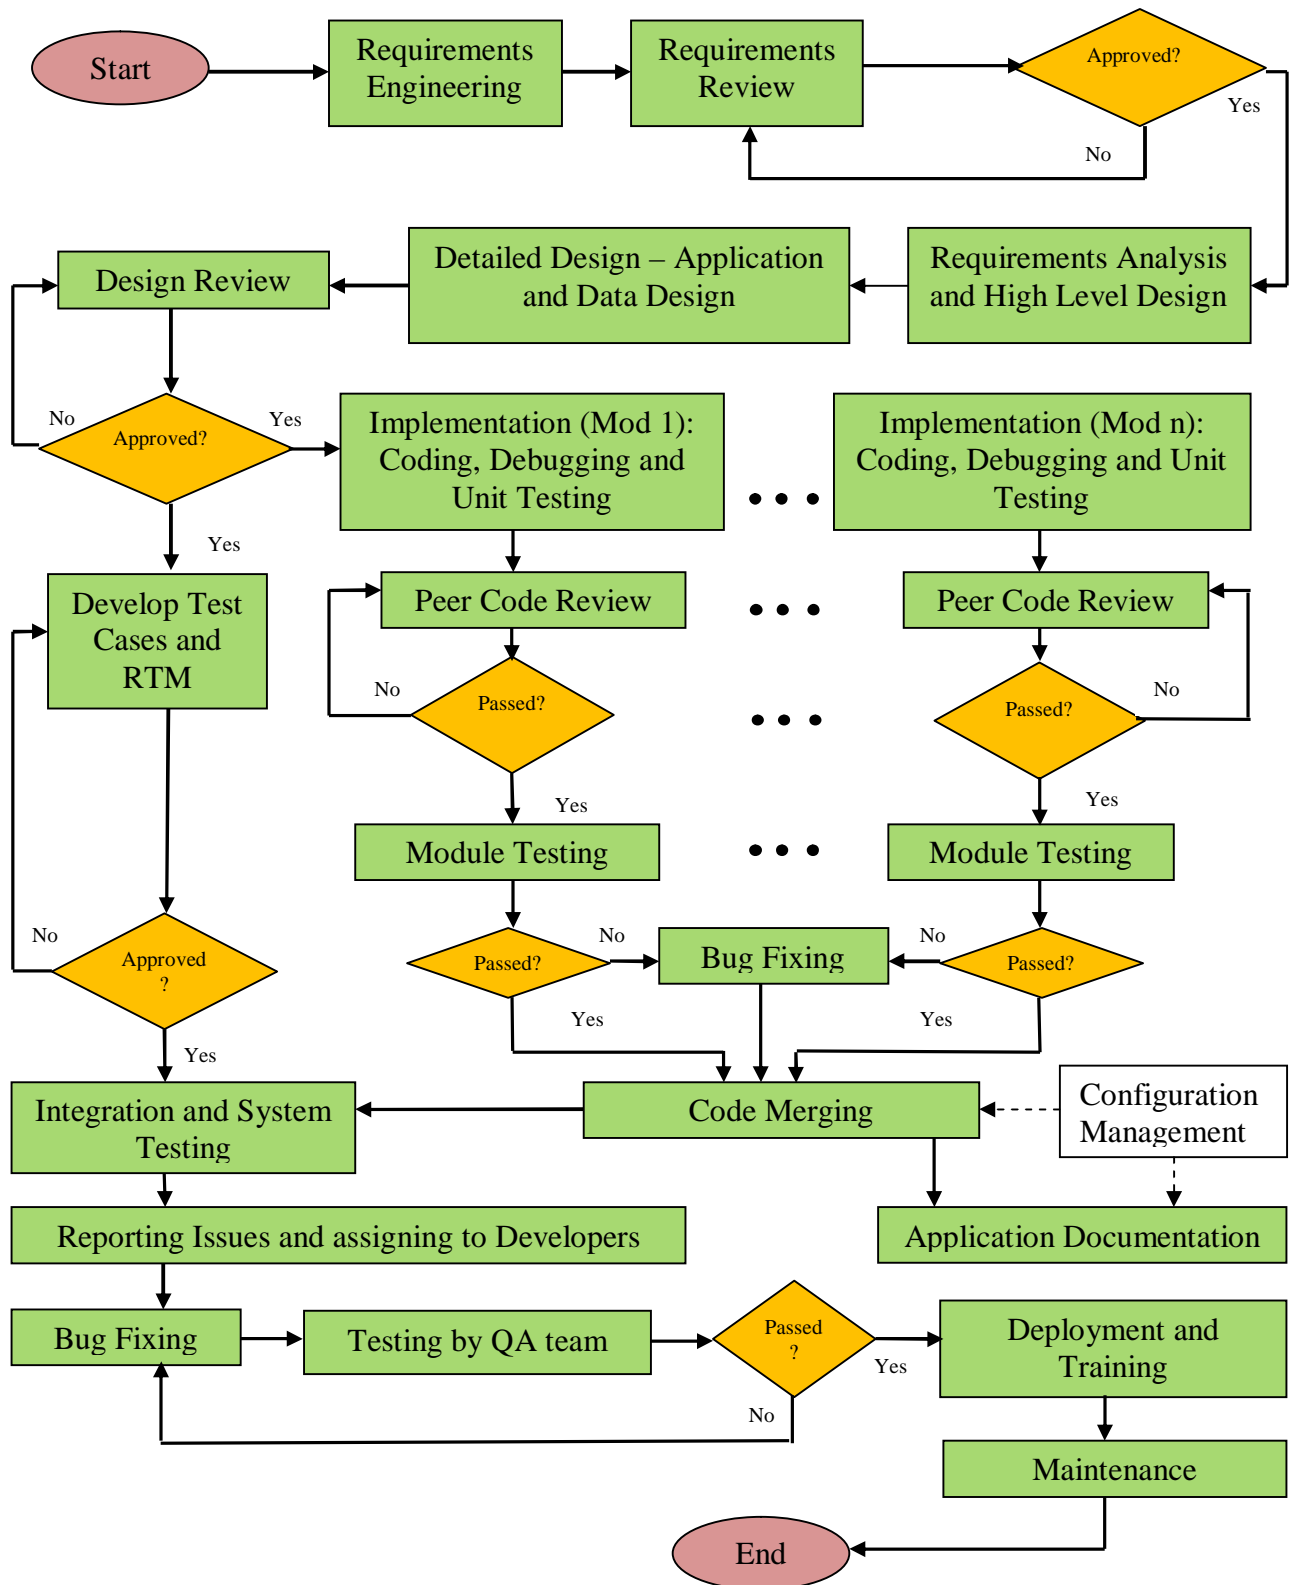 Start
Requirements
Engineering
Requirements
Review
Approved?
Yes
No
Design Review
Detailed Design – Application
and Data Design
Requirements Analysis
and High Level Design
No
Approved?
Yes
Implementation (Mod 1):
Coding, Debugging and
Unit Testing
Implementation (Mod n):
Coding, Debugging and Unit
Testing
Yes
Develop Test
Cases and
RTM
Peer Code Review
Peer Code Review
No
Passed?
Passed?
No
Yes
Yes
Module Testing
Module Testing
No
Approved
?
Passed?
No
Bug Fixing
No
Passed?
Yes
Yes
Yes
Integration and System
Testing
Code Merging
Configuration
Management
Reporting Issues and assigning to Developers
Application Documentation
Bug Fixing
Testing by QA team
Passed
?
Yes
No
Deployment and
Training
Maintenance
End